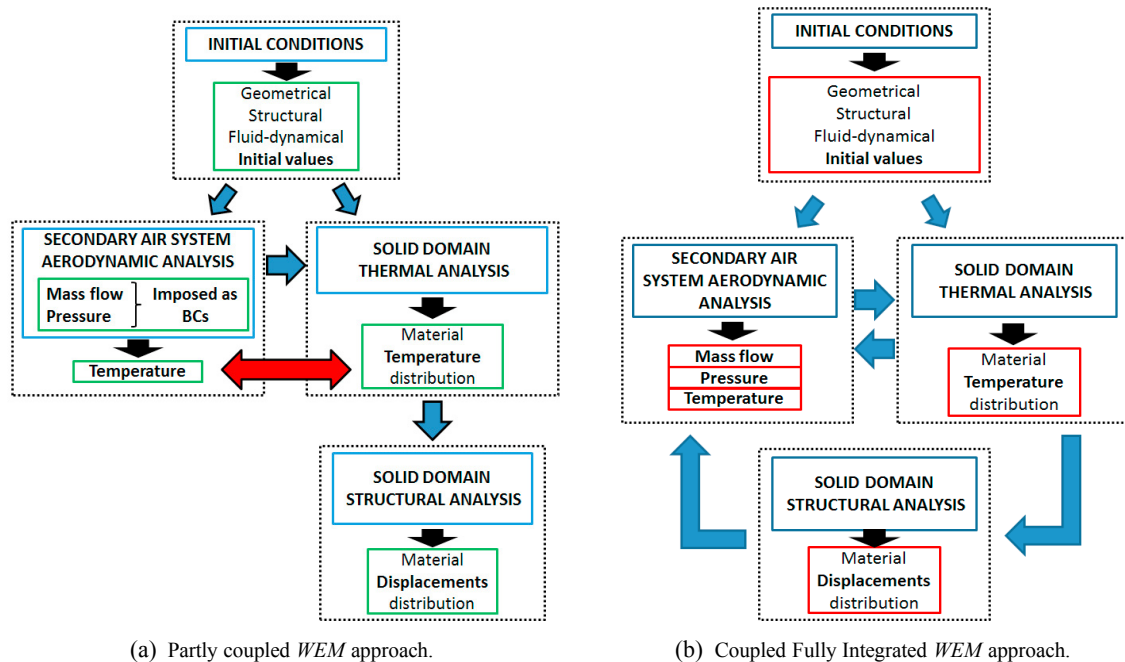 INITIAL CONDITIONS
Geometrical
Structural
Fluid-dynamical
Initial values
SECONDARY AIR SYSTEM
AERODYNAMIC ANALYSIS
Mass flow
Pressure
Imposed as
BCs
Temperature
SOLID DOMAIN
THERMAL ANALYSIS
Material
Temperature
distribution
SOLID DOMAIN
STRUCTURAL ANALYSIS
Material
Displacements
distribution
(a) Partly coupled WEM approach.
INITIAL CONDITIONS
Geometrical
Structural
Fluid-dynamical
Initial values
SECONDARY AIR
SYSTEM AERODYNAMIC
ANALYSIS
Mass flow
Pressure
Temperature
SOLID DOMAIN
THERMAL ANALYSIS
Material
Temperature
distribution
SOLID DOMAIN
STRUCTURAL ANALYSIS
Material
Displacements
distribution
(b) Coupled Fully Integrated WEM approach.